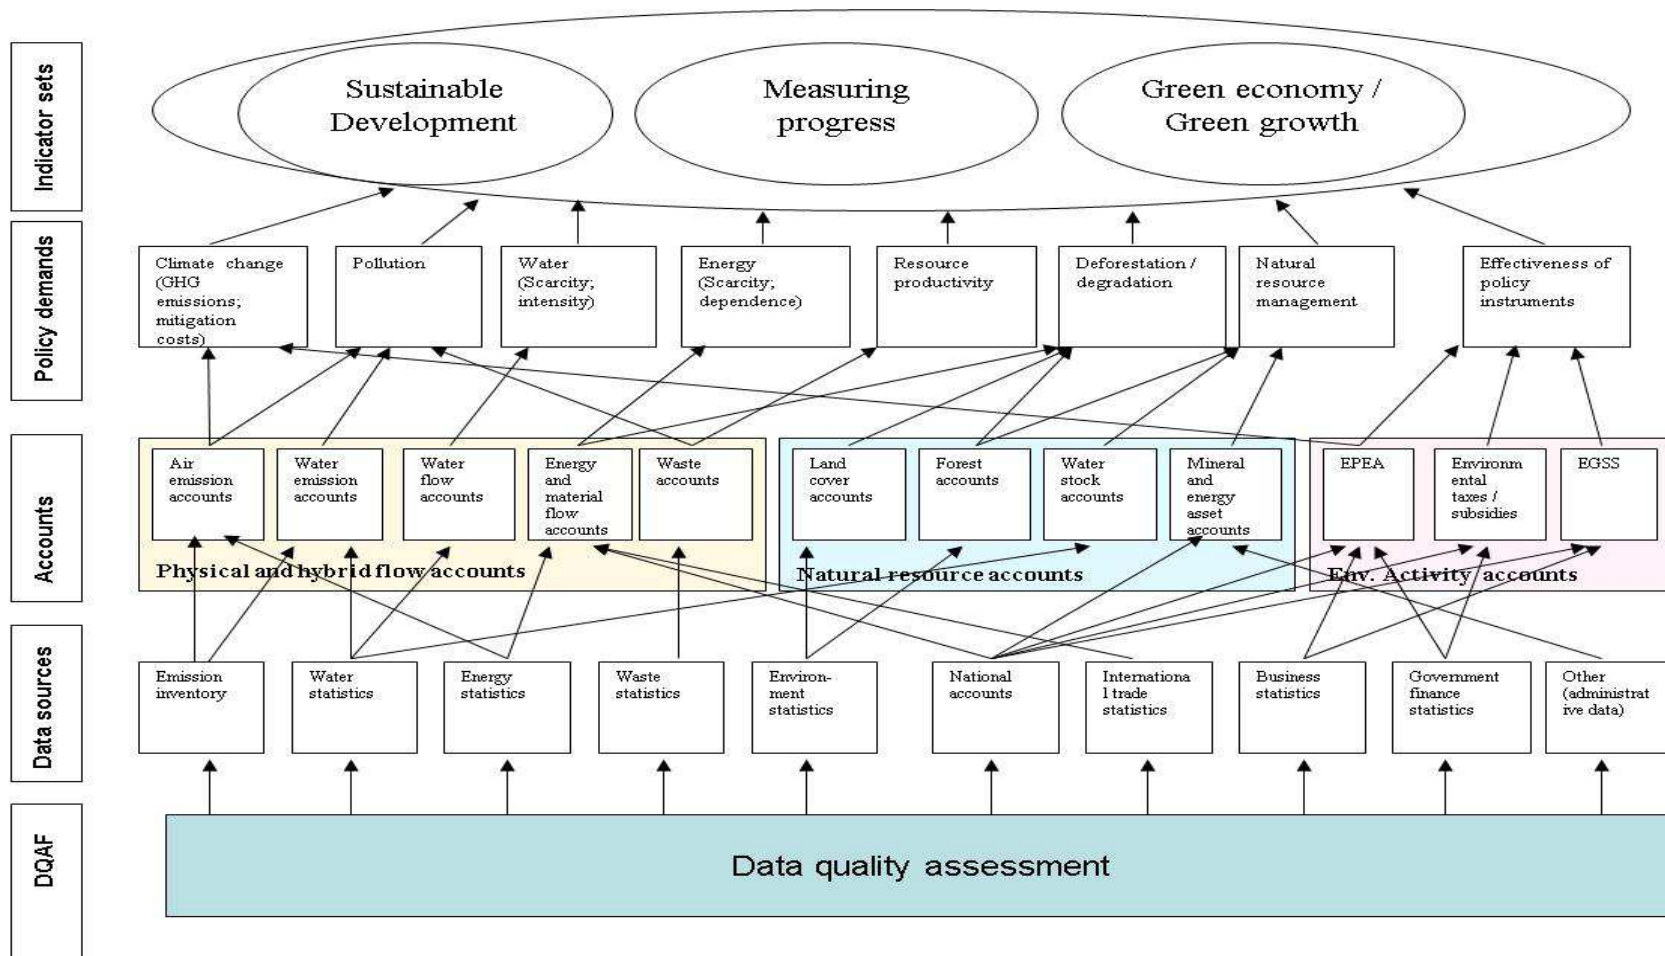 Indicator sets
Sustainable
Development
Measuring
progress
Green economy /
Green growth
Policy demands
Climate change
(GHG
emissions;
mitigation
costs)
Pollution
Water
(Scarcity;
intensity)
Energy
(Scarcity;
dependence)
Resource
productivity
Deforestation /
degradation
Natural
resource
management
Effectiveness of
policy
instruments
Accounts
Air
emission
accounts
Water
emission
accounts
Water
flow
accounts
Energy
and
material
flow
accounts
Waste
accounts
Physical and hybrid flow accounts
Land
cover
accounts
Forest
accounts
Water
stock
accounts
Mineral
and
energy
asset
accounts
Natural resource accounts
EPEA
Environm
ental
taxes /
subsidies
EGSS
Env. Activity accounts
Data sources
Emission
inventory
Water
statistics
Energy
statistics
Waste
statistics
Environ-
ment
statistics
National
accounts
Internationa
l trade
statistics
Business
statistics
Government
finance
statistics
Other
(administrat
ive data)
DQAF
Data quality assessment